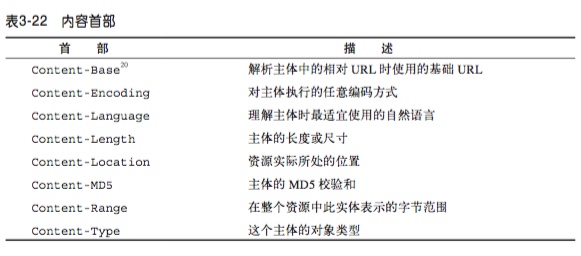 表3-22 内容首部
首 部 描 述
Content-Base20 解析主体中的相对 URL 时使用的基础 URL
Content-Encoding 对主体执行的任意编码方式
Content-Language 理解主体时最适宜使用的自然语言
Content-Length 主体的长度或尺寸
Content-Location 资源实际所处的位置
Content-MD5 主体的 MD5 校验和
Content-Range 在整个资源中此实体表示的字节范围
Content-Type 这个主体的对象类型